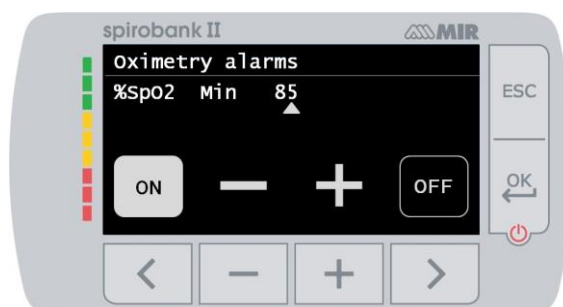 spirobank II MIR
Oximetry alarms
%SpO2 Min 85
ESC
ON OFF
OK